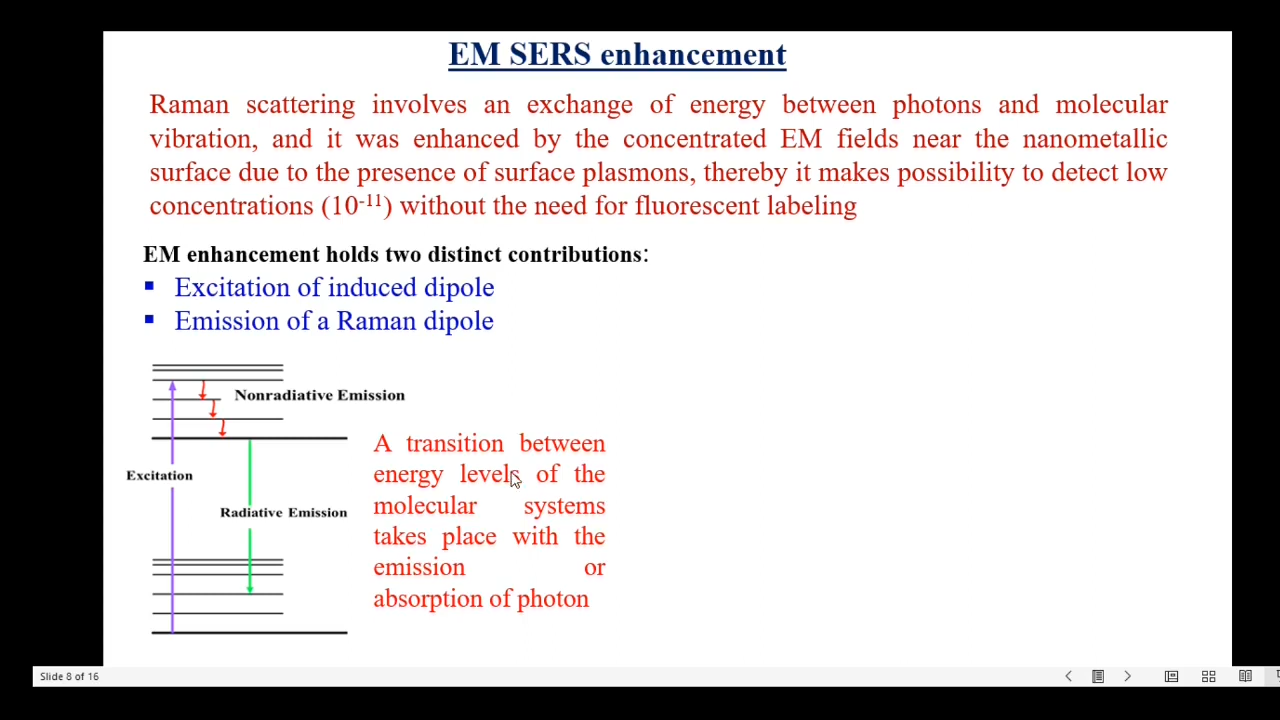 EM SERS enhancement
Raman scattering involves an exchange of energy between photons and molecular
vibration, and it was enhanced by the concentrated EM fields near the nanometallic
surface due to the presence of surface plasmons, thereby it makes possibility to detect low
concentrations (10⁻¹¹) without the need for fluorescent labeling
EM enhancement holds two distinct contributions:
▪ Excitation of induced dipole
▪ Emission of a Raman dipole
Nonradiative Emission
Excitation
Radiative Emission
A transition between
energy levels of the
molecular systems
takes place with the
emission or
absorption of photon
Slide 8 of 16